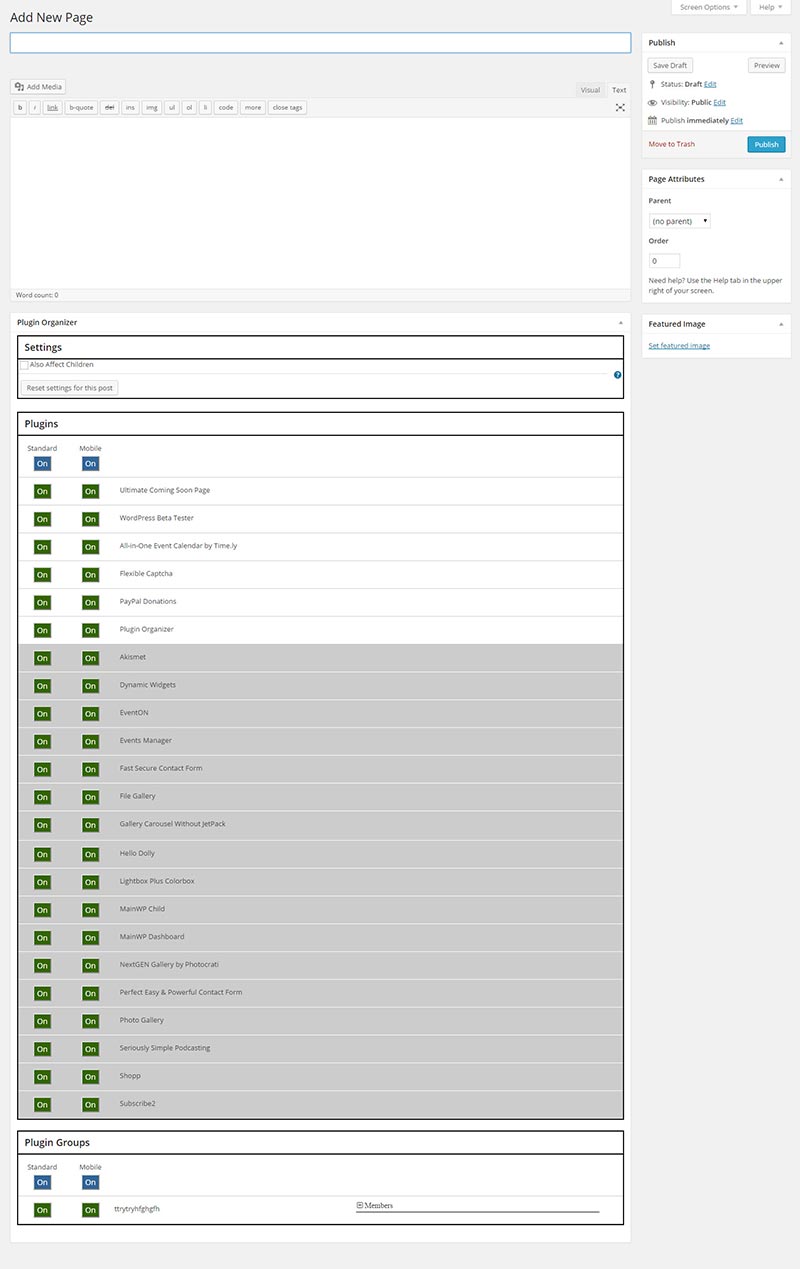 Screen Options
Help
Add New Page
Add Media
Visual
Text
b
i
link
b-quote
del
ins
img
ul
ol
li
code
more
close tags
Word count: 0
Publish
Save Draft
Preview
Status: Draft Edit
Visibility: Public Edit
Publish immediately Edit
Move to Trash
Publish
Page Attributes
Parent
(no parent)
Order
0
Need help? Use the Help tab in the upper
right of your screen.
Featured Image
Set featured image
Plugin Organizer
Settings
Also Affect Children
?
Reset settings for this post
Plugins
Standard Mobile
On On
On On Ultimate Coming Soon Page
On On WordPress Beta Tester
On On All-in-One Event Calendar by Time.ly
On On Flexible Captcha
On On PayPal Donations
On On Plugin Organizer
On On Akismet
On On Dynamic Widgets
On On EventON
On On Events Manager
On On Fast Secure Contact Form
On On File Gallery
On On Gallery Carousel Without JetPack
On On Hello Dolly
On On Lightbox Plus Colorbox
On On MainWP Child
On On MainWP Dashboard
On On NextGEN Gallery by Photocrati
On On Perfect Easy & Powerful Contact Form
On On Photo Gallery
On On Seriously Simple Podcasting
On On Shopp
On On Subscribe2
Plugin Groups
Standard Mobile
On On
On On ttrytryhfghgfh Members